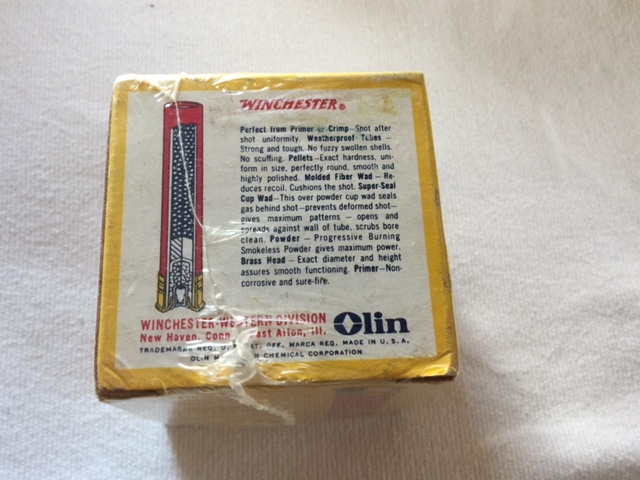 WINCHESTER®
Perfect from Primer to Crimp—Shot after
shot uniformity. Weatherproof Tubes—
Strong and tough. No fuzzy swollen shells.
No scuffing. Pellets—Exact hardness, uni-
form in size, perfectly round, smooth and
highly polished. Molded Fiber Wad—Re-
duces recoil. Cushions the shot. Super-Seal
Cup Wad—This over powder cup wad seals
gas behind shot—prevents deformed shot—
gives maximum patterns — opens and
spreads against wall of tube, scrubs bore
clean. Powder — Progressive Burning
Smokeless Powder gives maximum power.
Brass Head — Exact diameter and height
assures smooth functioning. Primer—Non-
corrosive and sure-fire.
WINCHESTER-WESTERN DIVISION
New Haven, Conn. East Alton, Ill.
Olin
TRADEMARKS REG. U. PAT. OFF. MARCA REG. MADE IN U.S.A.
OLIN CHEMICAL CORPORATION